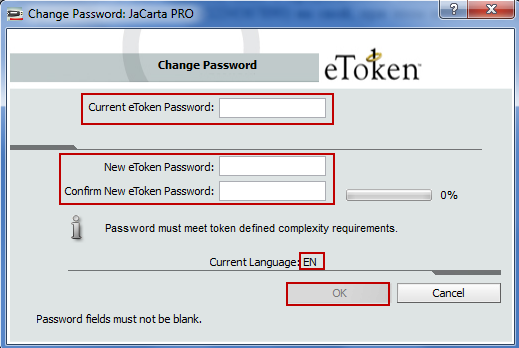 Change Password: JaCarta PRO
Change Password
eToken
Current eToken Password:
New eToken Password:
Confirm New eToken Password:
0%
Password must meet token defined complexity requirements.
Current Language: EN
OK
Cancel
Password fields must not be blank.